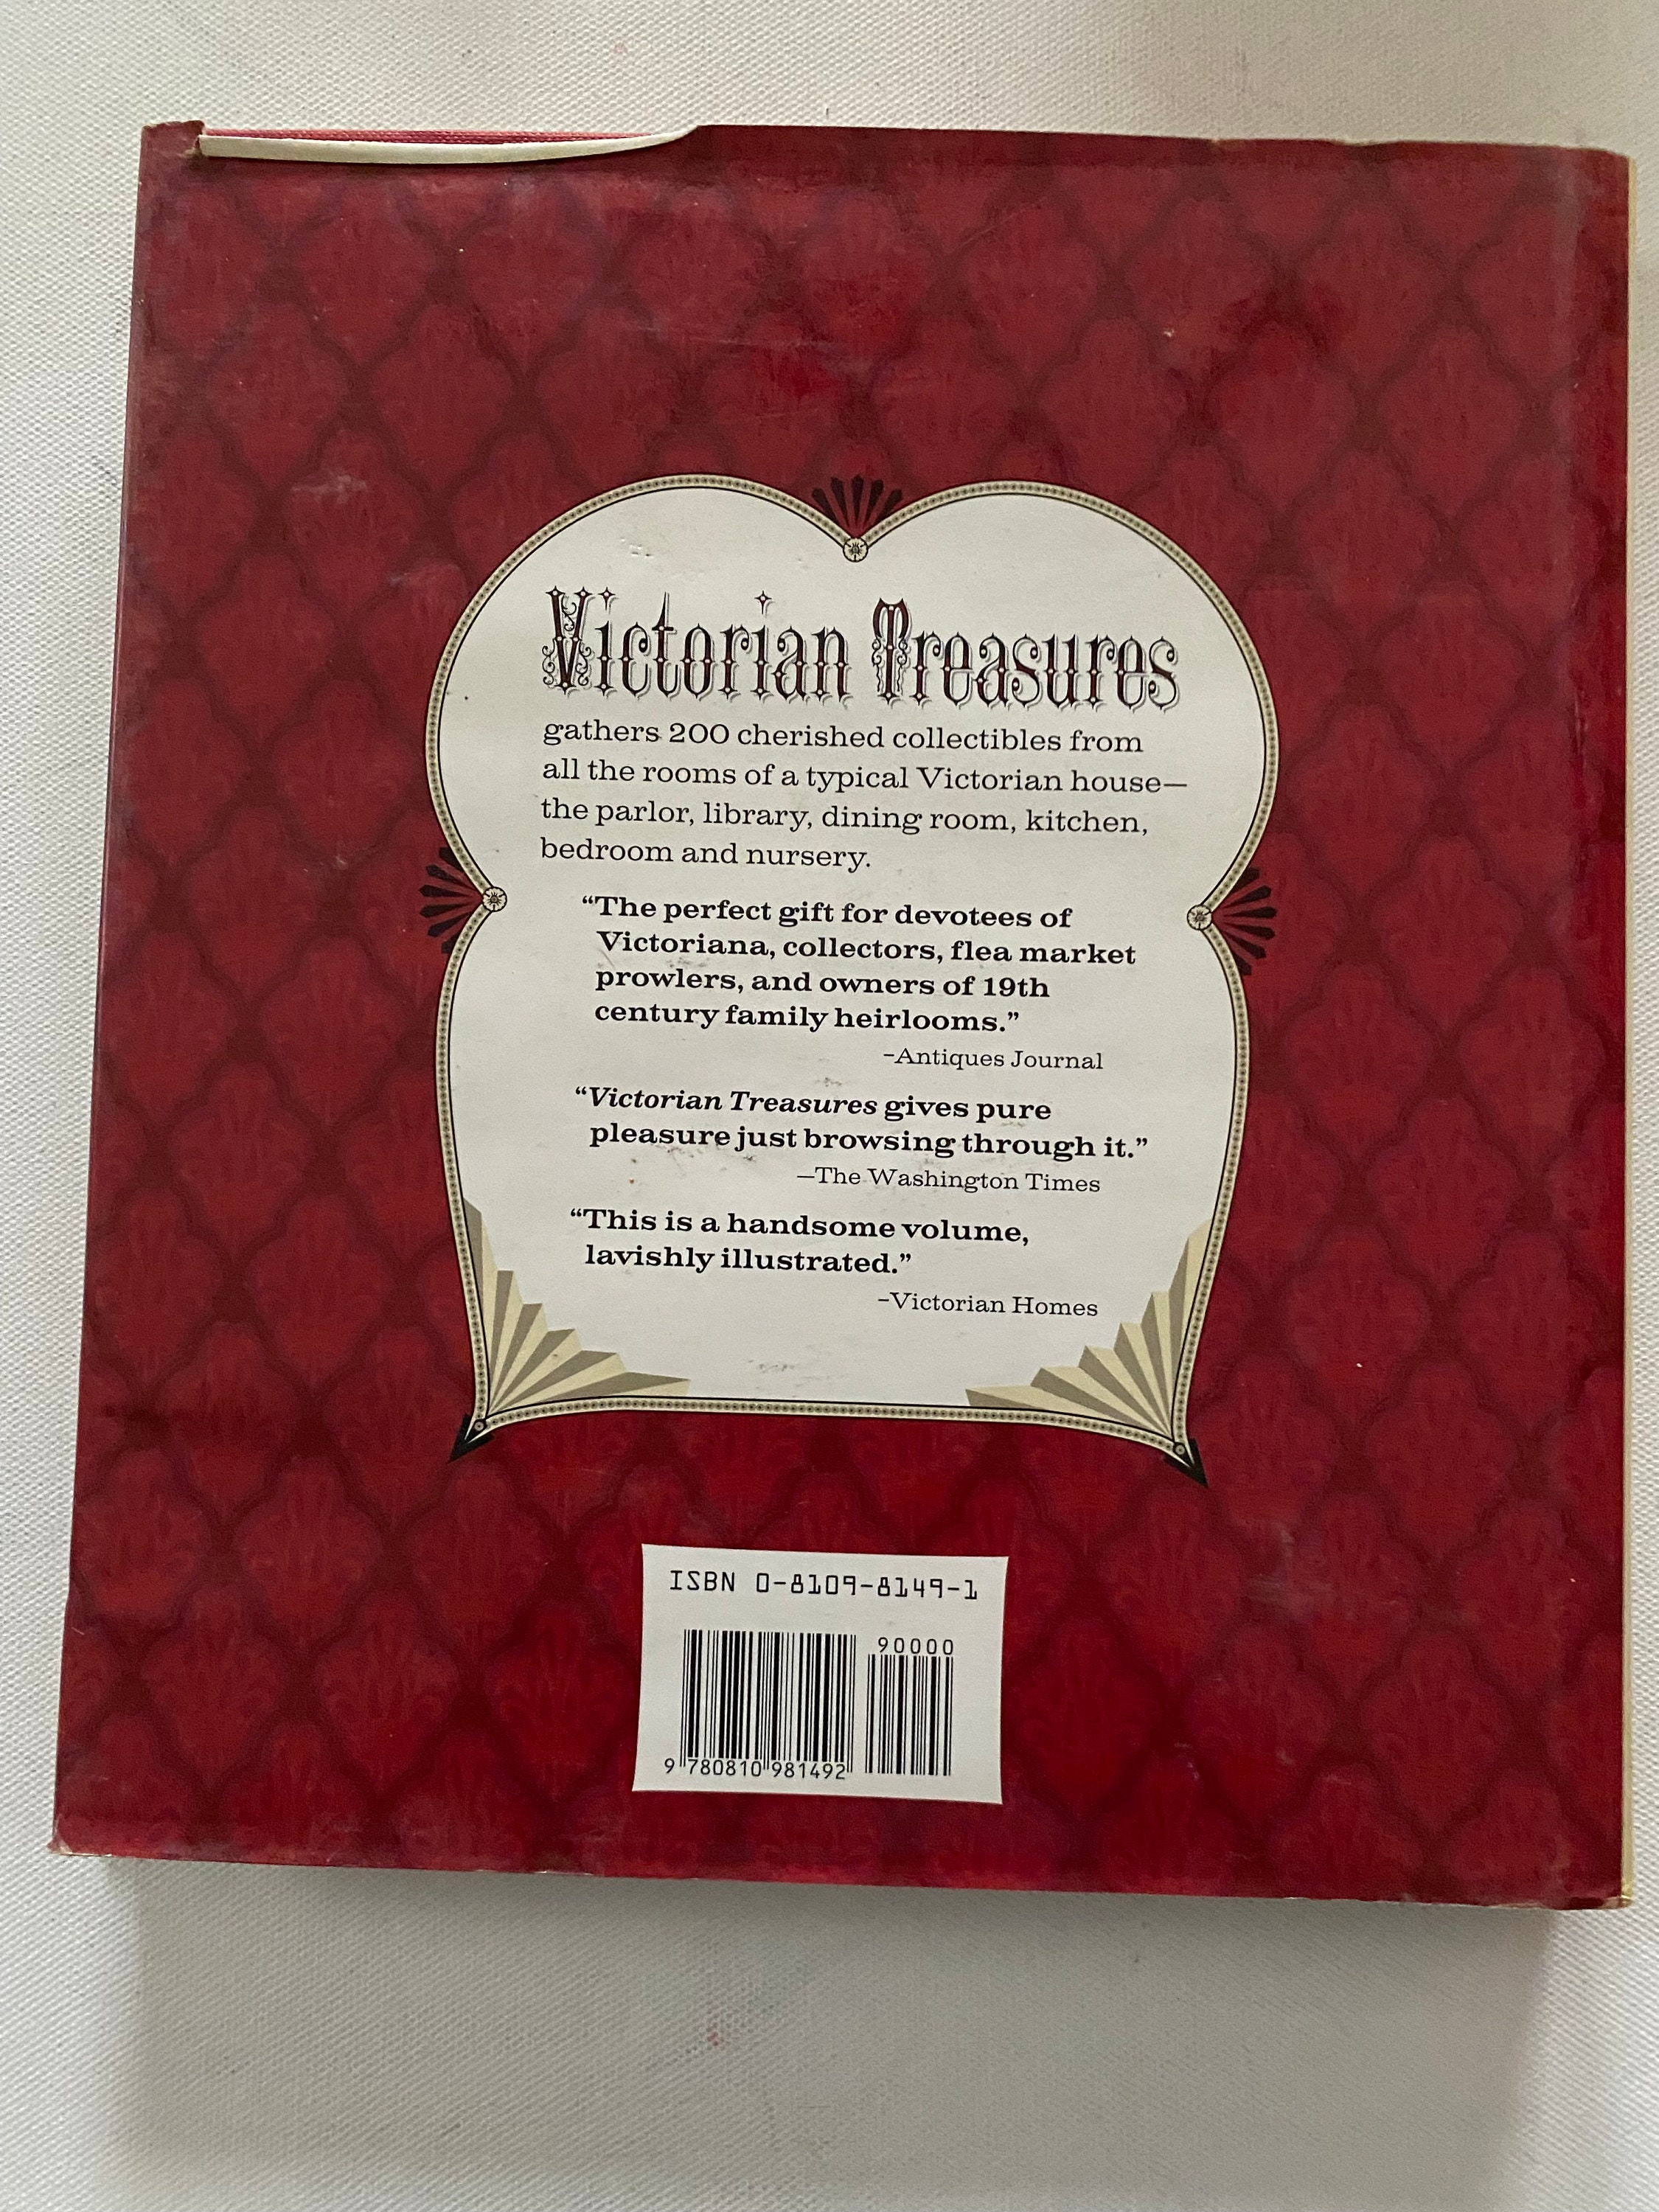 Victorian Treasures
gathers 200 cherished collectibles from
all the rooms of a typical Victorian house—
the parlor, library, dining room, kitchen,
bedroom and nursery.
“The perfect gift for devotees of
Victoriana, collectors, flea market
prowlers, and owners of 19th
century family heirlooms.”
–Antiques Journal
“Victorian Treasures gives pure
pleasure just browsing through it.”
—The Washington Times
“This is a handsome volume,
lavishly illustrated.”
–Victorian Homes
ISBN 0-8109-8149-1
90000
9 780810 981492